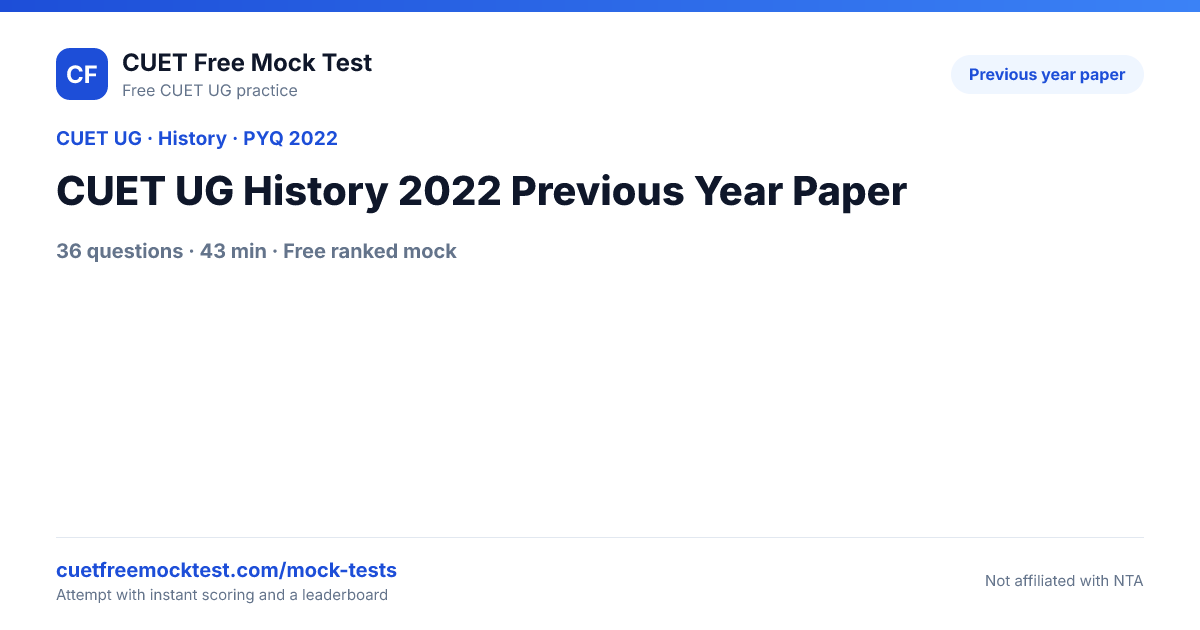 CF
CUET Free Mock Test
Free CUET UG practice
Previous year paper
CUET UG · History · PYQ 2022
CUET UG History 2022 Previous Year Paper
36 questions · 43 min · Free ranked mock
cuetfreemocktest.com/mock-tests
Attempt with instant scoring and a leaderboard
Not affiliated with NTA